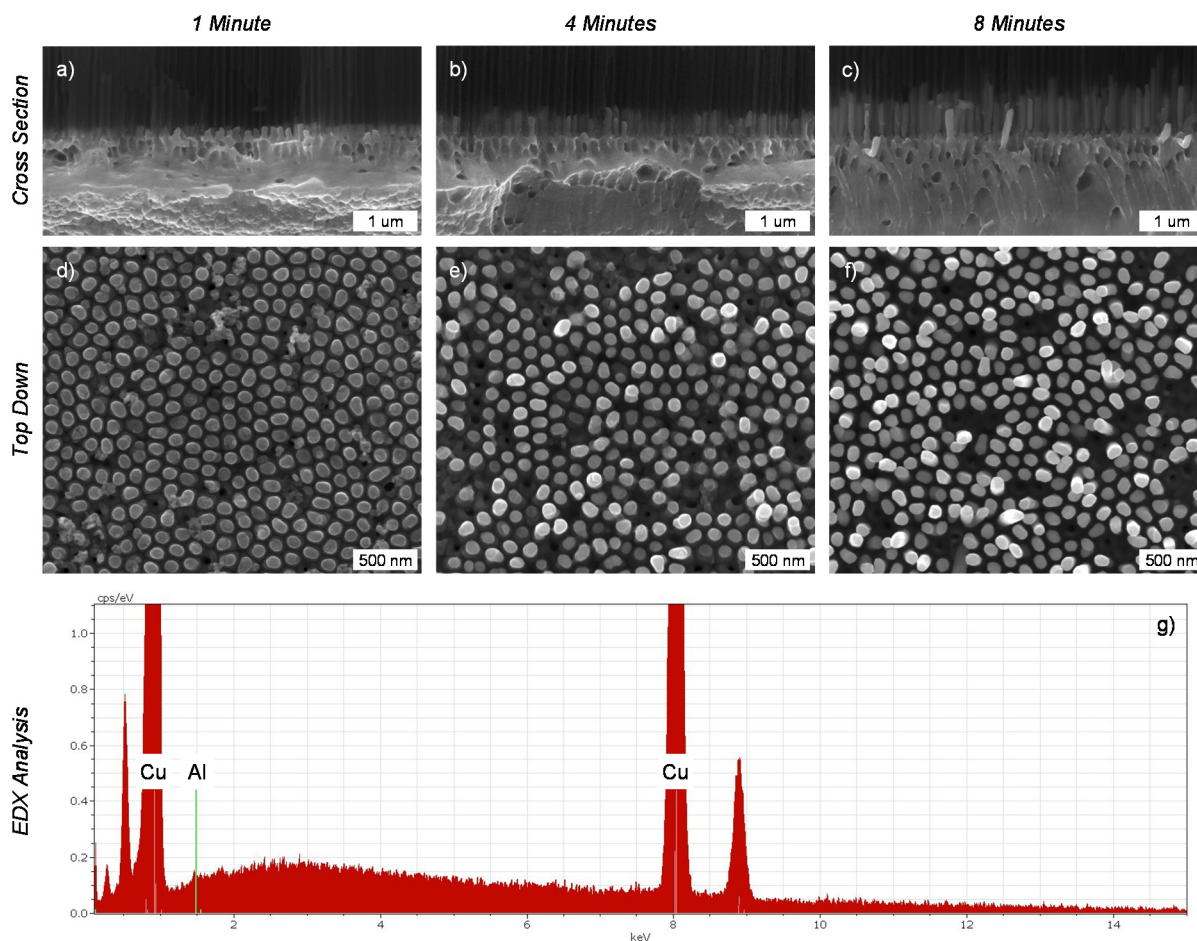 1 Minute
4 Minutes
8 Minutes
Cross Section
a)
b)
c)
1 um
1 um
1 um
Top Down
d)
e)
f)
500 nm
500 nm
500 nm
EDX Analysis
cps/eV
g)
1.0
0.8
0.6
0.4
0.2
0.0
Cu
Al
Cu
2
4
6
8
10
12
14
keV